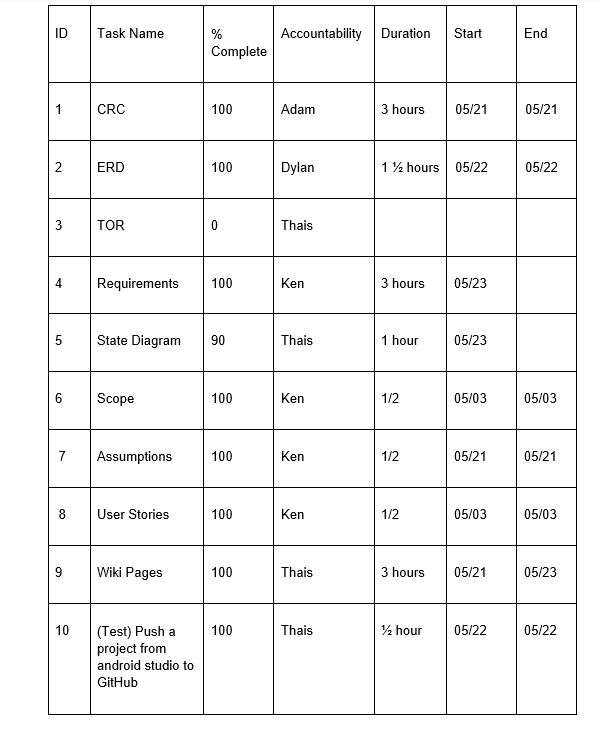 ID Task Name % Complete Accountability Duration Start End
1 CRC 100 Adam 3 hours 05/21 05/21
2 ERD 100 Dylan 1 ½ hours 05/22 05/22
3 TOR 0 Thais
4 Requirements 100 Ken 3 hours 05/23
5 State Diagram 90 Thais 1 hour 05/23
6 Scope 100 Ken 1/2 05/03 05/03
7 Assumptions 100 Ken 1/2 05/21 05/21
8 User Stories 100 Ken 1/2 05/03 05/03
9 Wiki Pages 100 Thais 3 hours 05/21 05/23
10 (Test) Push a project from android studio to GitHub 100 Thais ½ hour 05/22 05/22